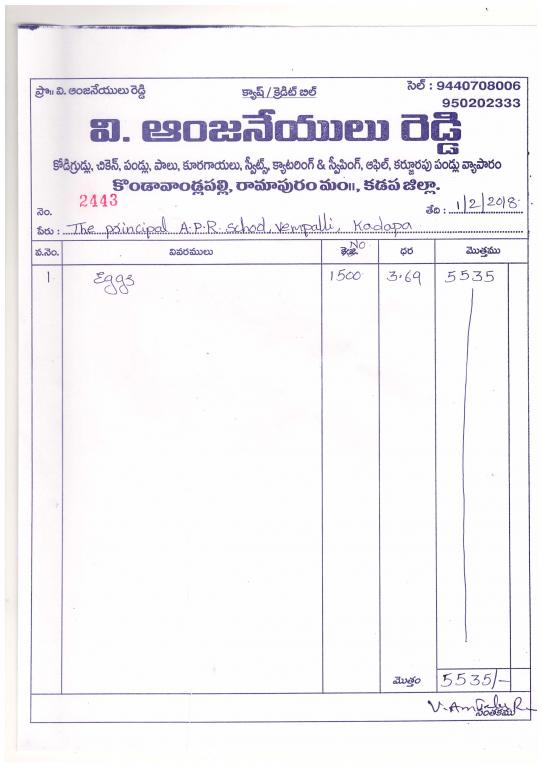 ప్రొ॥ వి. ఆంజనేయులు రెడ్డి క్యాష్ / క్రెడిట్ బిల్ సెల్ : 9440708006
950202333
వి. ఆంజనేయులు రెడ్డి
కోడిగ్రుడ్లు, చికెన్, పండ్లు, పాలు, కూరగాయలు, స్వీట్స్, క్యాటరింగ్ & స్వీపింగ్, ఆఫిల్, కర్జూరపు పండ్లు వ్యాపారం
కొండావాండ్లపల్లి, రామాపురం మం॥, కడప జిల్లా.
2443
నెం. తేది : 1/2/2018
పేరు : The principal A.P.R. school, Vempalli, Kadapa
వ.నెం. వివరములు No ధర మొత్తము
1 Eggs 1500 3.69 5535
మొత్తం 5535/-
సంతకము